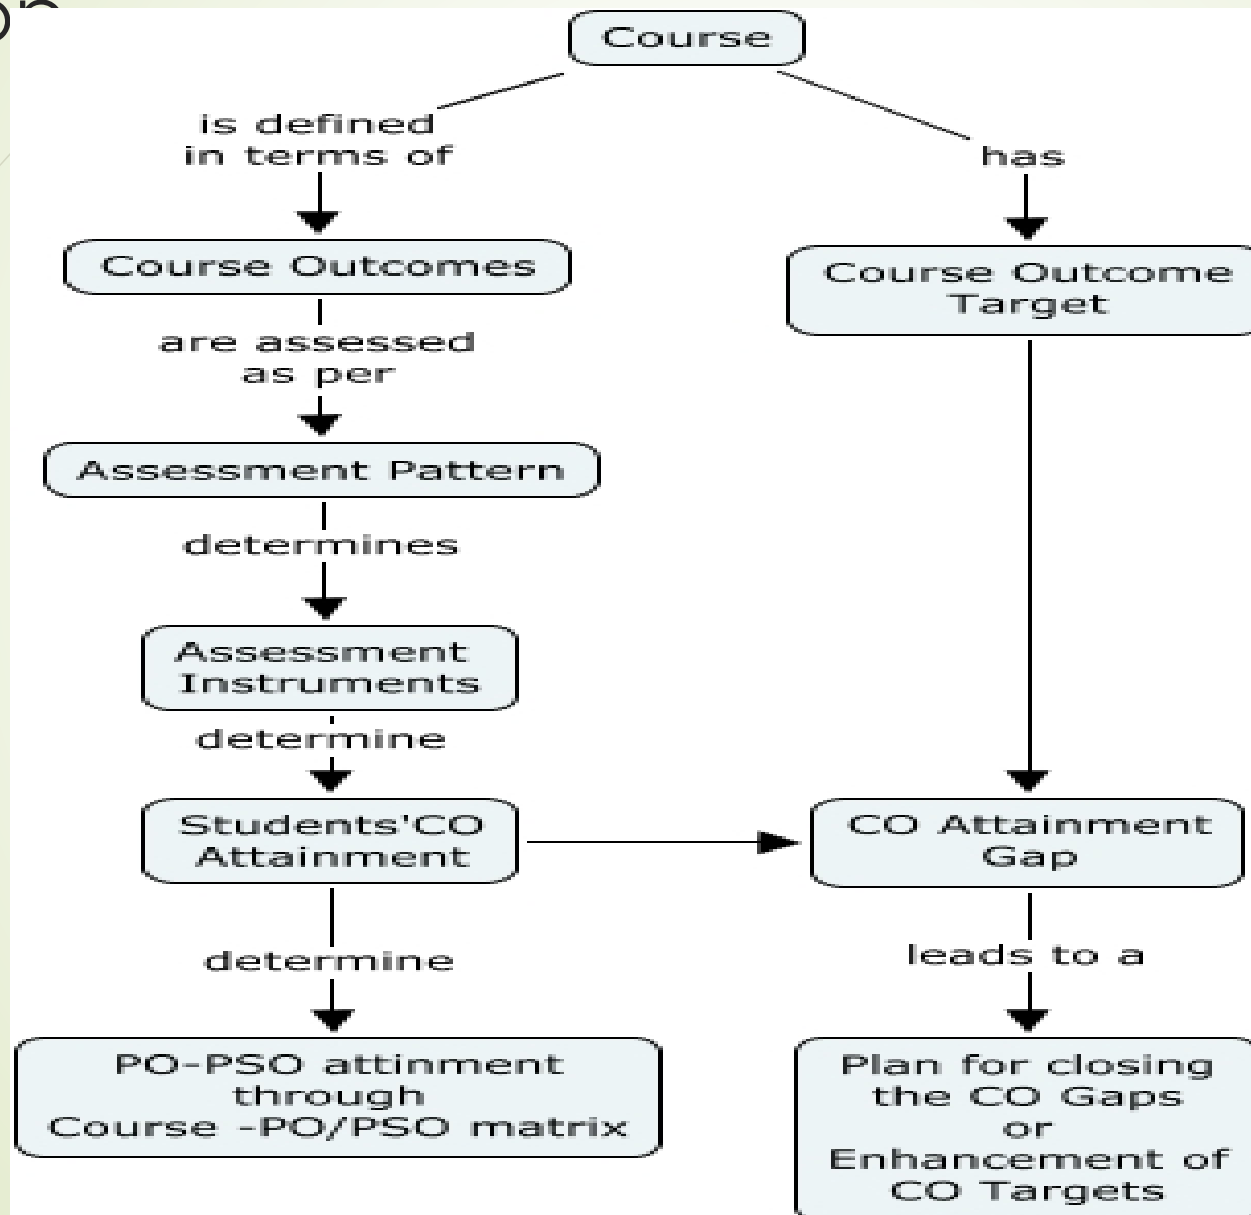 Course
is defined
in terms of
has
Course Outcomes
Course Outcome
Target
are assessed
as per
Assessment Pattern
determines
Assessment
Instruments
determine
Students'CO
Attainment
CO Attainment
Gap
determine
leads to a
PO-PSO attinment
through
Course -PO/PSO matrix
Plan for closing
the CO Gaps
or
Enhancement of
CO Targets